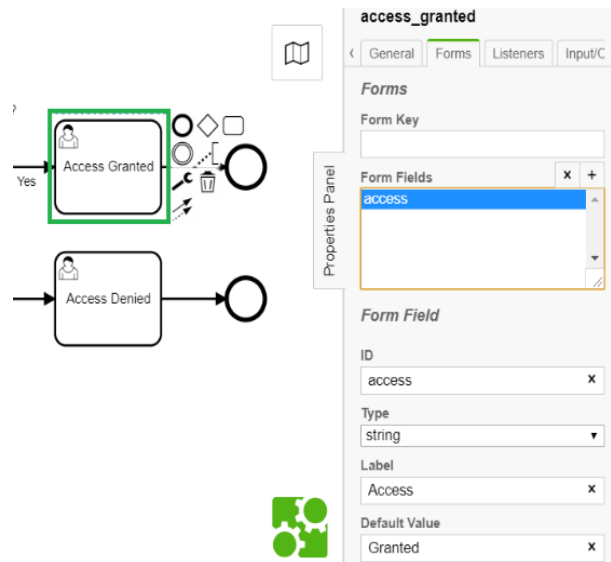 ?
Access Granted
Yes
Access Denied
Properties Panel
access_granted
General Forms Listeners Input/O
Forms
Form Key
Form Fields x +
access
Form Field
ID
access x
Type
string
Label
Access x
Default Value
Granted x